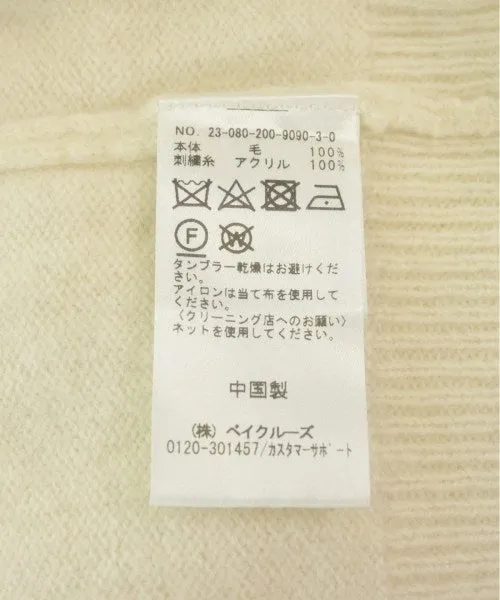 NO. 23-080-200-9090-3-0
本体 毛 100%
刺繍糸 アクリル 100%
F W
タンブラー乾燥はお避けくだ
さい。
アイロンは当て布を使用して
ください。
〈クリーニング店へのお願い〉
ネットを使用してください。
中国製
(株) ベイクルーズ
0120-301457/カスタマーサポート